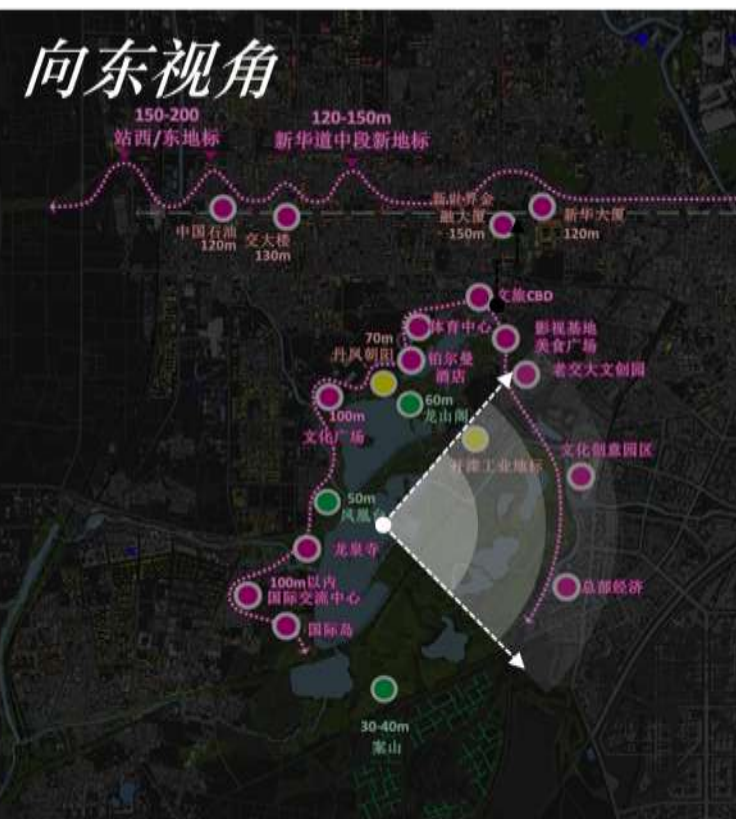 向东视角
150-200
站西/东地标
120-150m
新华道中段新地标
新世界金
融大厦
150m
新华大厦
120m
中国石油
120m
交大楼
130m
文旅CBD
体育中心
影视基地
美食广场
70m
丹凤朝阳
铂尔曼
酒店
老交大文创园
60m
龙山阁
100m
文化广场
开滦工业地标
文化创意园区
50m
凤凰台
龙泉寺
100m以内
国际交流中心
总部经济
国际岛
30-40m
案山